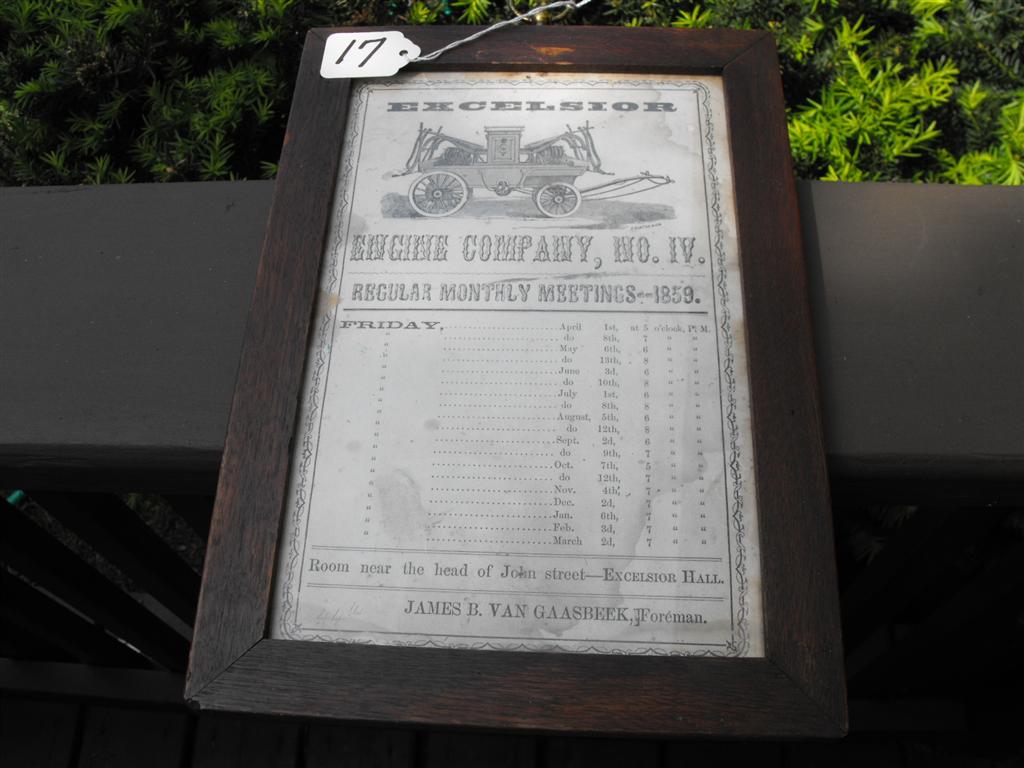 17
EXCELSIOR
ENGINE COMPANY, NO. IV.
REGULAR MONTHLY MEETINGS--1859.
FRIDAY, April 1st, at 5 o'clock, P. M.
" do 8th, 7 " "
" May 6th, 6 " "
" do 13th, 8 " "
" June 3d, 6 " "
" do 10th, 8 " "
" July 1st, 6 " "
" do 8th, 8 " "
" August, 5th, 6 " "
" do 12th, 8 " "
" Sept. 2d, 6 " "
" do 9th, 7 " "
" Oct. 7th, 5 " "
" do 12th, 7 " "
" Nov. 4th, 7 " "
" Dec. 2d, 7 " "
" Jan. 6th, 7 " "
" Feb. 3d, 7 " "
" March 2d, 7 " "
Room near the head of John street—EXCELSIOR HALL.
JAMES B. VAN GAASBEEK, Foreman.